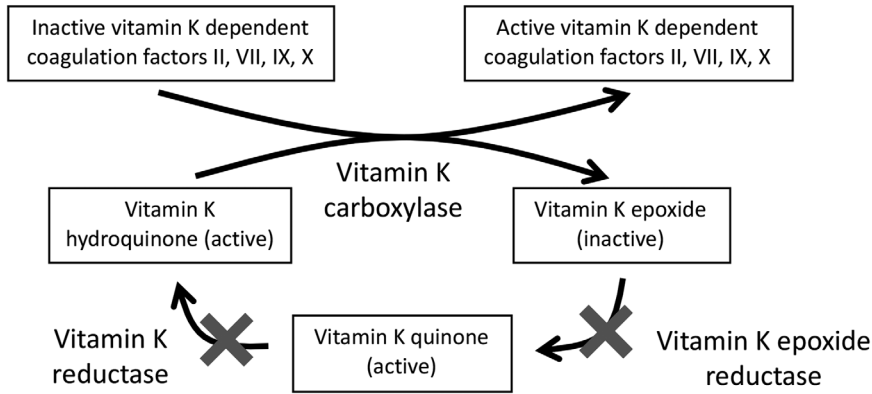 Inactive vitamin K dependent
coagulation factors II, VII, IX, X
Active vitamin K dependent
coagulation factors II, VII, IX, X
Vitamin K
carboxylase
Vitamin K
hydroquinone (active)
Vitamin K epoxide
(inactive)
Vitamin K
reductase
Vitamin K quinone
(active)
Vitamin K epoxide
reductase